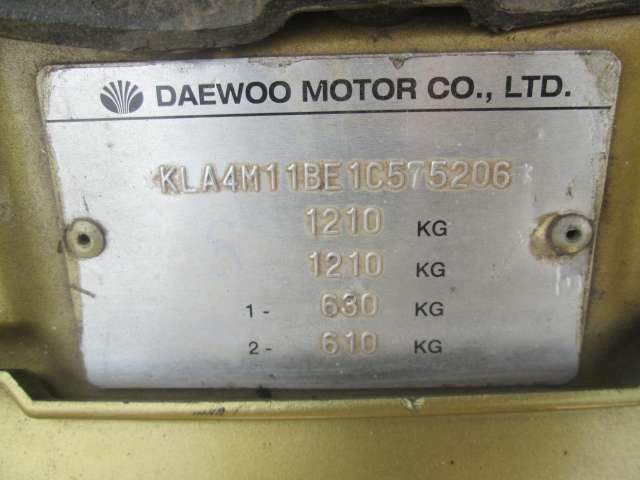 DAEWOO MOTOR CO., LTD.
KLA4M11BE1C575206
1210 KG
1210 KG
1- 630 KG
2- 610 KG